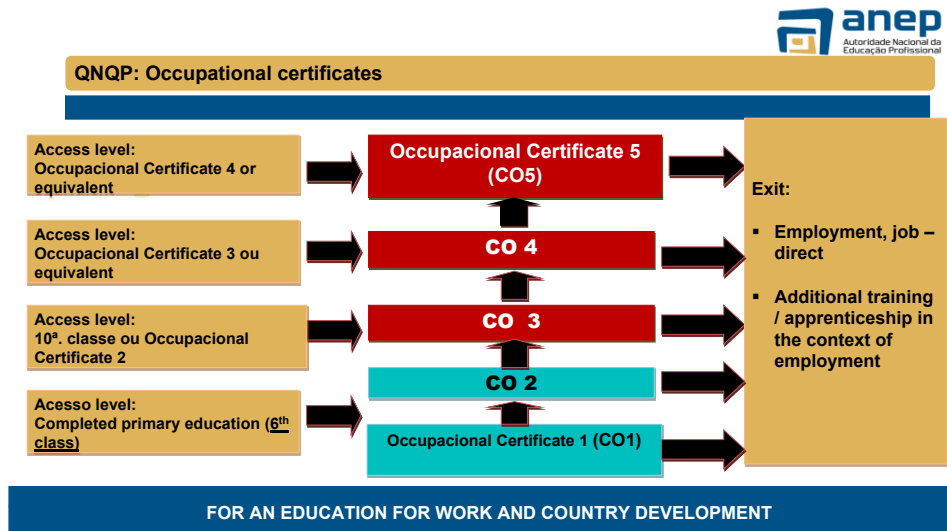 anep
Autoridade Nacional da
Educação Profissional
QNQP: Occupational certificates
Access level:
Occupacional Certificate 4 or
equivalent
Occupacional Certificate 5
(CO5)
Access level:
Occupacional Certificate 3 ou
equivalent
CO 4
Access level:
10ª. classe ou Occupacional
Certificate 2
CO 3
CO 2
Acesso level:
Completed primary education (6th
class)
Occupacional Certificate 1 (CO1)
Exit:
▪ Employment, job –
direct
▪ Additional training
/ apprenticeship in
the context of
employment
FOR AN EDUCATION FOR WORK AND COUNTRY DEVELOPMENT